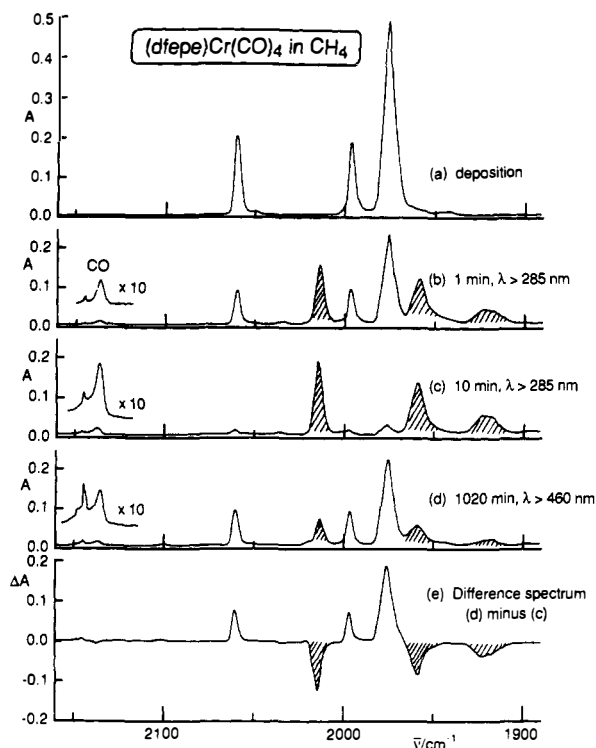 (dfepe)Cr(CO)₄ in CH₄
0.5
0.4
0.3
A
0.2
0.1
0.0
(a) deposition
A
0.2
0.1
0.0
CO
x 10
(b) 1 min, λ > 285 nm
A
0.2
0.1
0.0
x 10
(c) 10 min, λ > 285 nm
A
0.2
0.1
0.0
x 10
(d) 1020 min, λ > 460 nm
ΔA
0.2
0.1
0.0
-0.1
-0.2
(e) Difference spectrum
(d) minus (c)
2100
2000
ν̄/cm⁻¹
1900